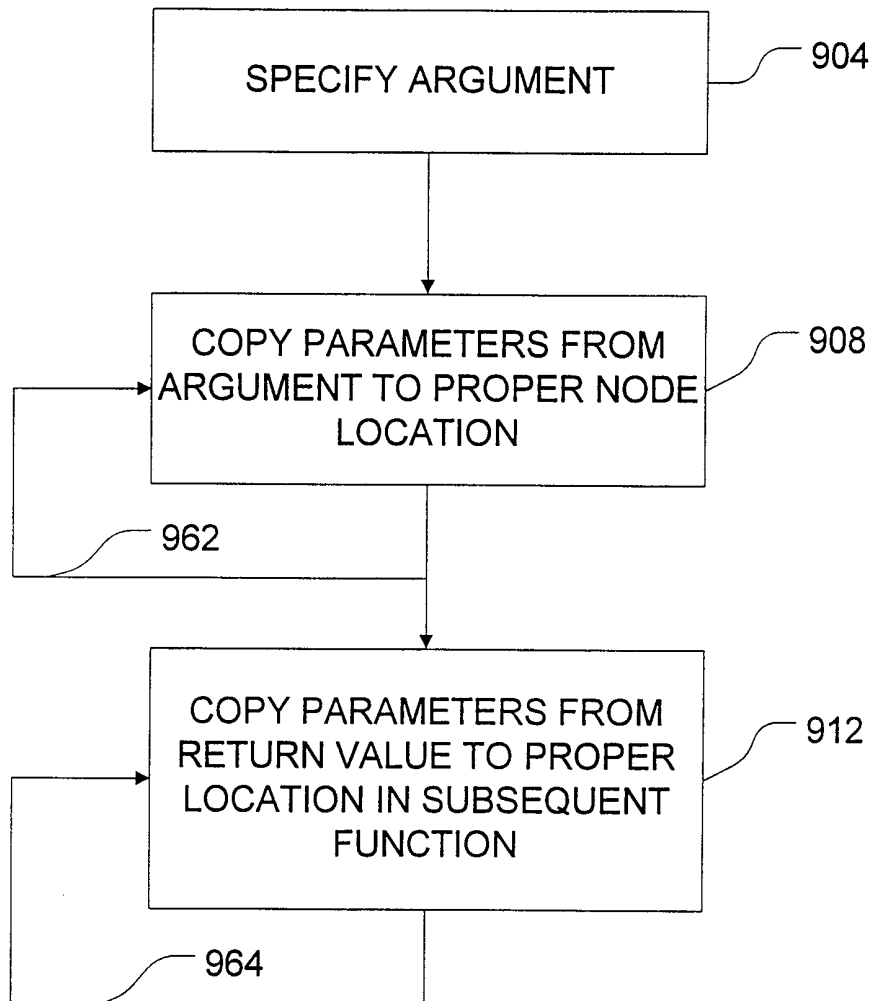 SPECIFY ARGUMENT
904
COPY PARAMETERS FROM
ARGUMENT TO PROPER NODE
LOCATION
908
962
COPY PARAMETERS FROM
RETURN VALUE TO PROPER
LOCATION IN SUBSEQUENT
FUNCTION
912
964